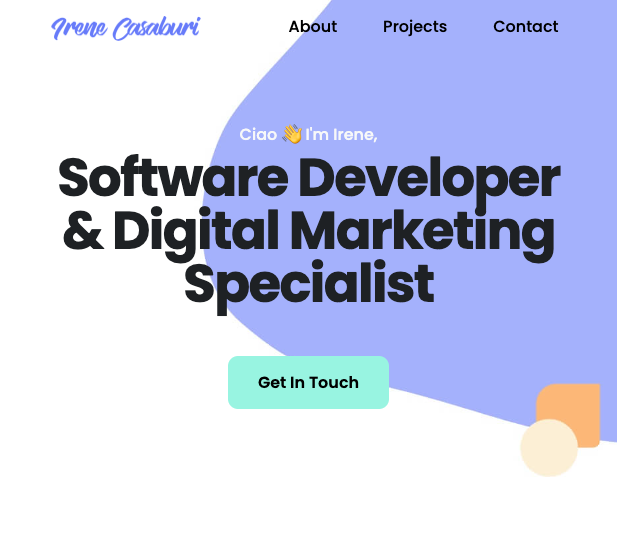 Irene Casaburi
About Projects Contact
Ciao 👋 I'm Irene,
Software Developer
& Digital Marketing
Specialist
Get In Touch